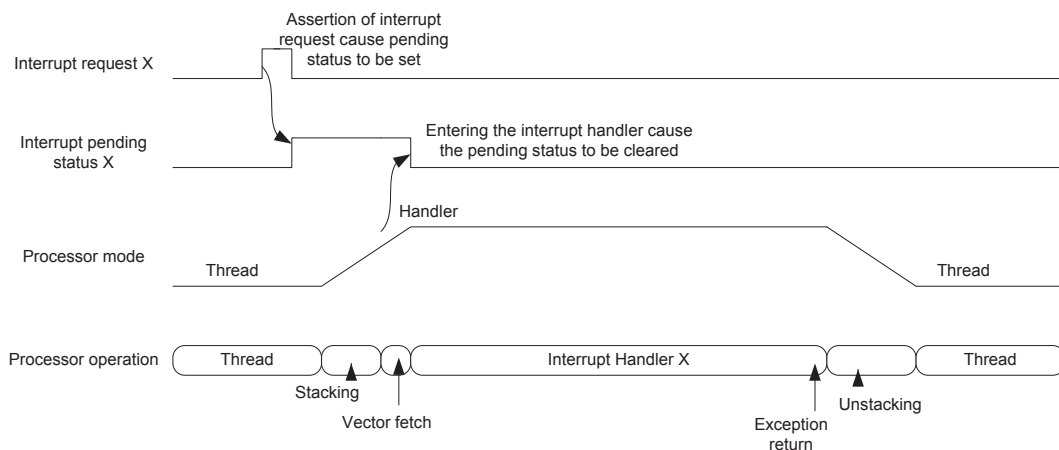 Assertion of interrupt
request cause pending
status to be set
Interrupt request X
Interrupt pending
status X
Entering the interrupt handler cause
the pending status to be cleared
Handler
Processor mode
Thread
Thread
Processor operation
Thread
Interrupt Handler X
Thread
Stacking
Vector fetch
Exception
return
Unstacking